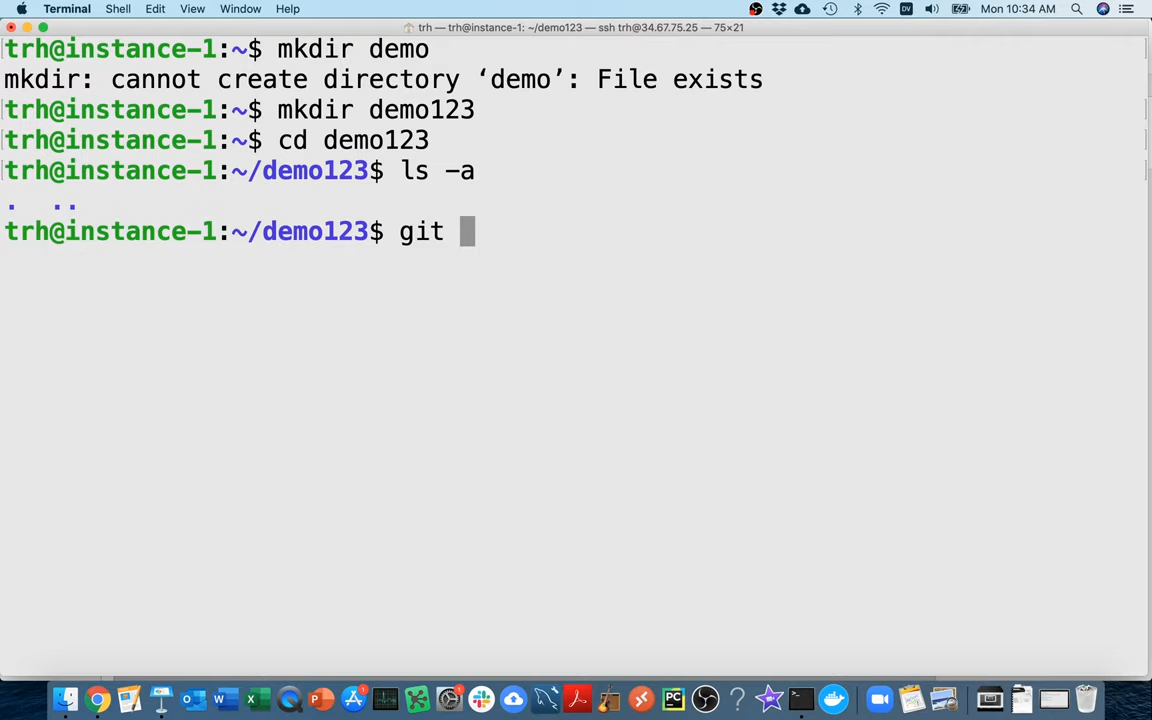 Terminal Shell Edit View Window Help DV Mon 10:34 AM
trh — trh@instance-1: ~/demo123 — ssh trh@34.67.75.25 — 75×21
trh@instance-1:~$ mkdir demo
mkdir: cannot create directory ‘demo’: File exists
trh@instance-1:~$ mkdir demo123
trh@instance-1:~$ cd demo123
trh@instance-1:~/demo123$ ls -a
. ..
trh@instance-1:~/demo123$ git